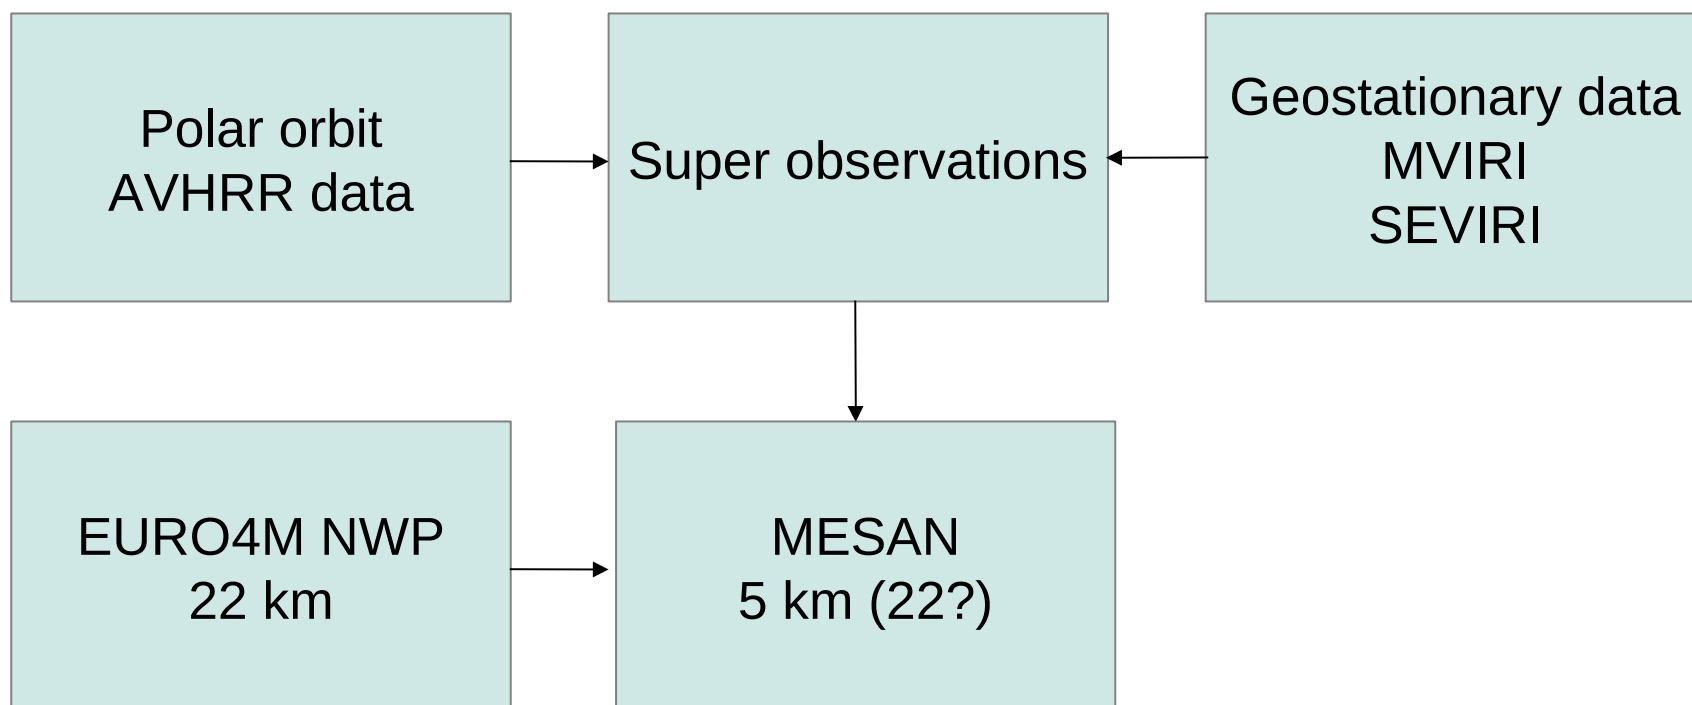 Polar orbit
AVHRR data
Super observations
Geostationary data
MVIRI
SEVIRI
EURO4M NWP
22 km
MESAN
5 km (22?)